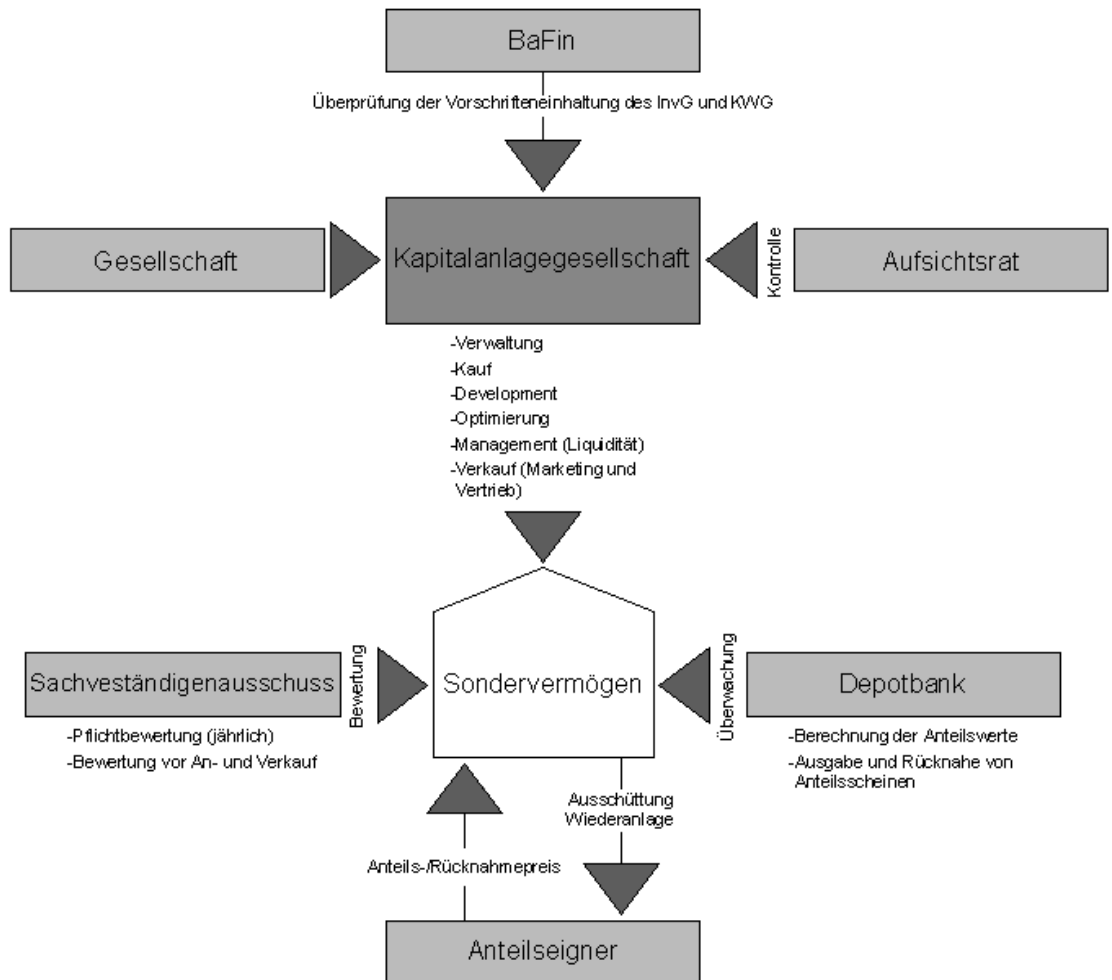 BaFin
Überprüfung der Vorschrifteneinhaltung des InvG und KWG
Gesellschaft
Kapitalanlagegesellschaft
Kontrolle
Aufsichtsrat
-Verwaltung
-Kauf
-Development
-Optimierung
-Management (Liquidität)
-Verkauf (Marketing und
Vertrieb)
Sachveständigenausschuss
Bewertung
Sondervermögen
Überwachung
Depotbank
-Pflichtbewertung (jährlich)
-Bewertung vor An- und Verkauf
-Berechnung der Anteilswerte
-Ausgabe und Rücknahe von
Anteilsscheinen
Ausschüttung
Wiederanlage
Anteils-/Rücknahmepreis
Anteilseigner